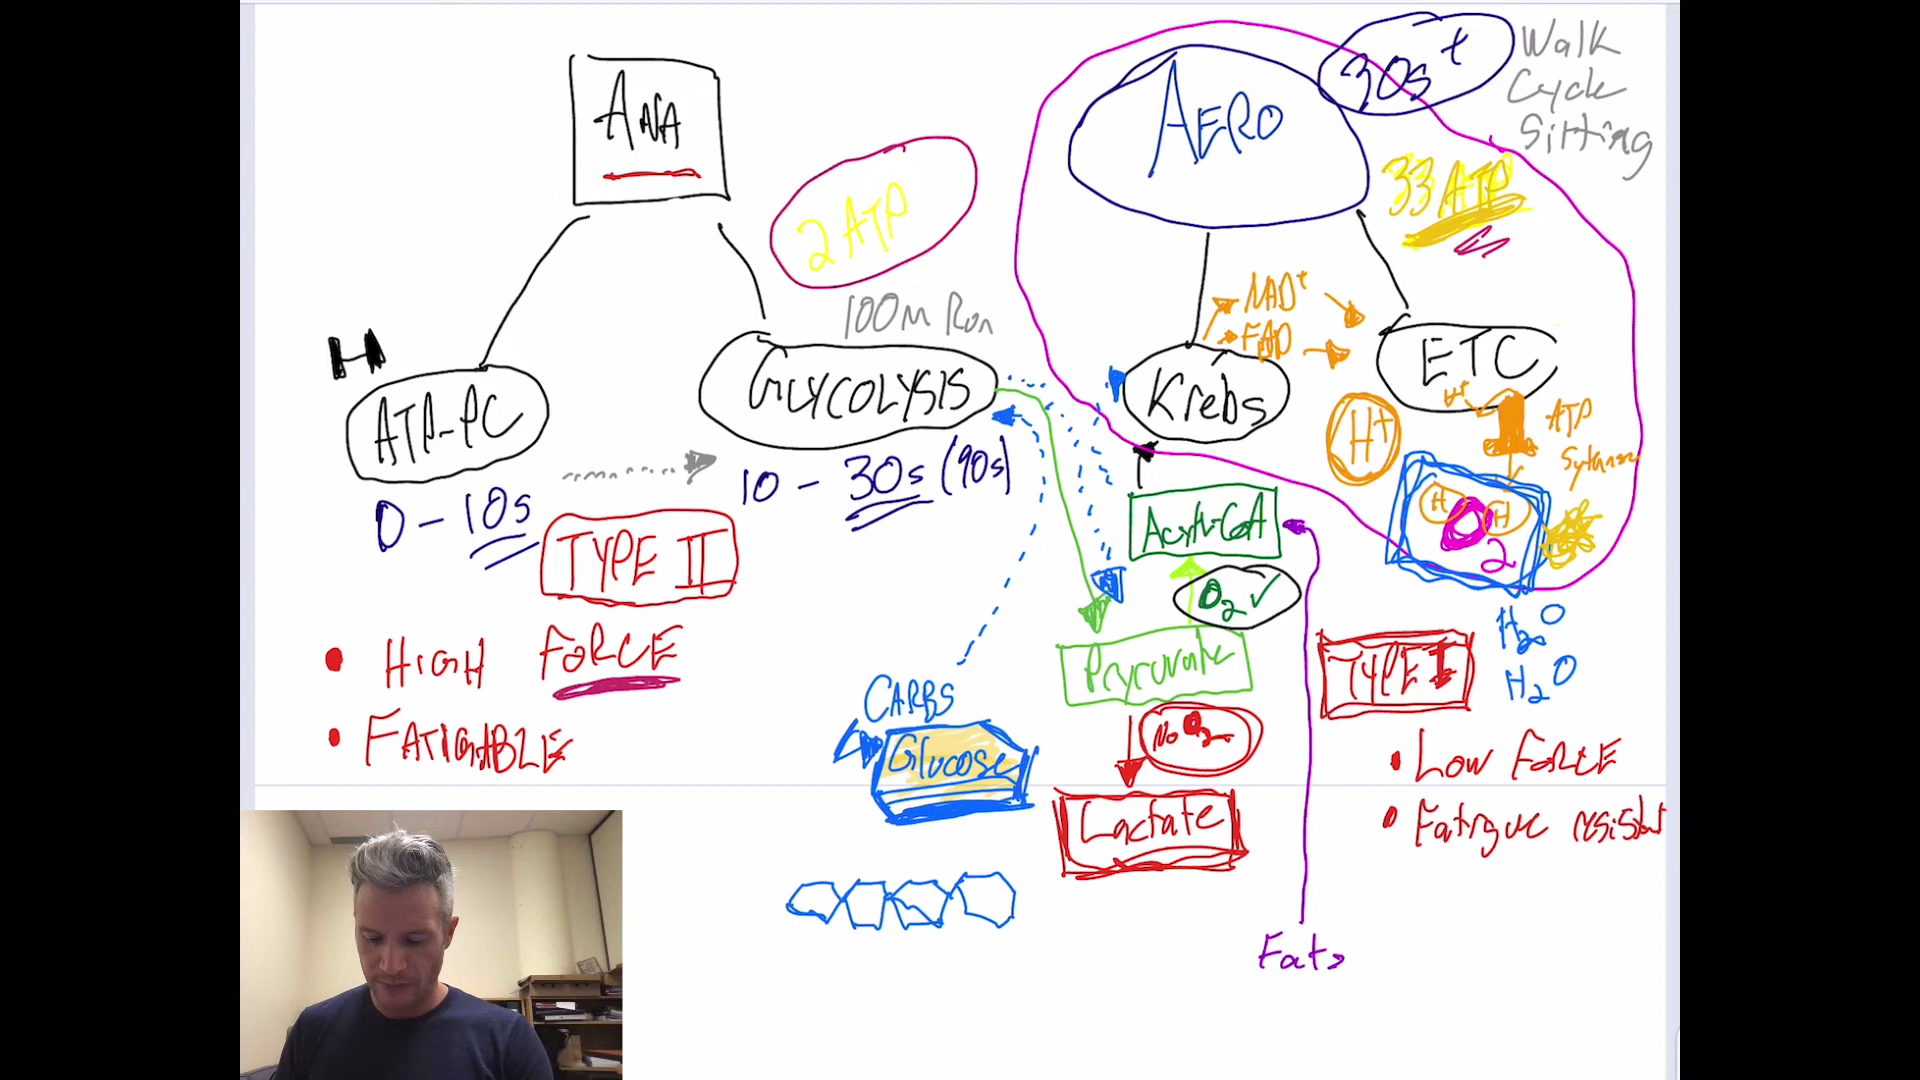 ANA
AERO
30s+
Walk
Cycle
Sitting
2 ATP
33 ATP
100m Run
NAD+
FAD
ATP-PC
GLYCOLYSIS
Krebs
ETC
H+
H+
ATP
0-10s
10-30s (90s)
H H
O2
TYPE II
Acetyl-CoA
O2 ✓
H2O
H2O
• HIGH FORCE
• FATIGABLE
Pyruvate
TYPE I
CARBS
Glucose
No O2
Lactate
• LOW FORCE
• Fatigue resistant
Fats